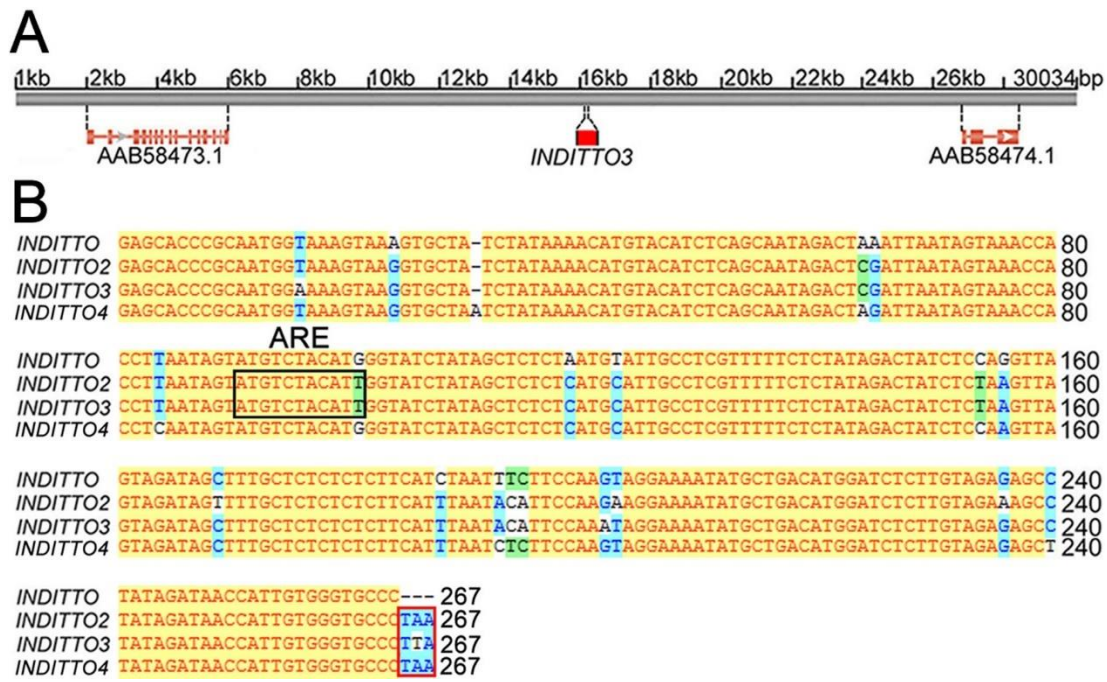 A
1kb 2kb 4kb 6kb 8kb 10kb 12kb 14kb 16kb 18kb 20kb 22kb 24kb 26kb 30034 bp
AAB58473.1 INDITTO3 AAB58474.1
B
INDITTO GAGCACCCGCAATGGTAAAGTAAAGTGCTA-TCTATAAAACATGTACATCTCAGCAATAGACTAAATTAATAGTAAACCA 80
INDITTO2 GAGCACCCGCAATGGTAAAGTAAGGTGCTA-TCTATAAAACATGTACATCTCAGCAATAGACTCGATTAATAGTAAACCA 80
INDITTO3 GAGCACCCGCAATGGAAAAGTAAGGTGCTA-TCTATAAAACATGTACATCTCAGCAATAGACTCGATTAATAGTAAACCA 80
INDITTO4 GAGCACCCGCAATGGTAAAGTAAGGTGCTAATCTATAAAACATGTACATCTCAGCAATAGACTAGATTAATAGTAAACCA 80
ARE
INDITTO CCTTAATAGTATGTCTACATGGGTATCTATAGCTCTCTAATGTATTGCCTCGTTTTTCTCTATAGACTATCTCCAGGTTA 160
INDITTO2 CCTTAATAGTATGTCTACATTGGTATCTATAGCTCTCTCATGCATTGCCTCGTTTTTCTCTATAGACTATCTCTAAGTTA 160
INDITTO3 CCTTAATAGTATGTCTACATTGGTATCTATAGCTCTCTCATGCATTGCCTCGTTTTTCTCTATAGACTATCTCTAAGTTA 160
INDITTO4 CCTCAATAGTATGTCTACATGGGTATCTATAGCTCTCTCATGCATTGCCTCGTTTTTCTCTATAGACTATCTCCAAGTTA 160
INDITTO GTAGATAGCTTTGCTCTCTCTCTTCATCTAATTTCTTCCAAGTAGGAAAATATGCTGACATGGATCTCTTGTAGAGAGCC 240
INDITTO2 GTAGATAGTTTTGCTCTCTCTCTTCATTTAATACATTCCAAGAAGGAAAATATGCTGACATGGATCTCTTGTAGAAAGCC 240
INDITTO3 GTAGATAGCTTTGCTCTCTCTCTTCATTTAATACATTCCAAATAGGAAAATATGCTGACATGGATCTCTTGTAGAGAGCC 240
INDITTO4 GTAGATAGCTTTGCTCTCTCTCTTCATTTAATCTCTTCCAAGTAGGAAAATATGCTGACATGGATCTCTTGTAGAGAGCT 240
INDITTO TATAGATAACCATTGTGGGTGCCC--- 267
INDITTO2 TATAGATAACCATTGTGGGTGCCCTAA 267
INDITTO3 TATAGATAACCATTGTGGGTGCCCTTA 267
INDITTO4 TATAGATAACCATTGTGGGTGCCCTAA 267